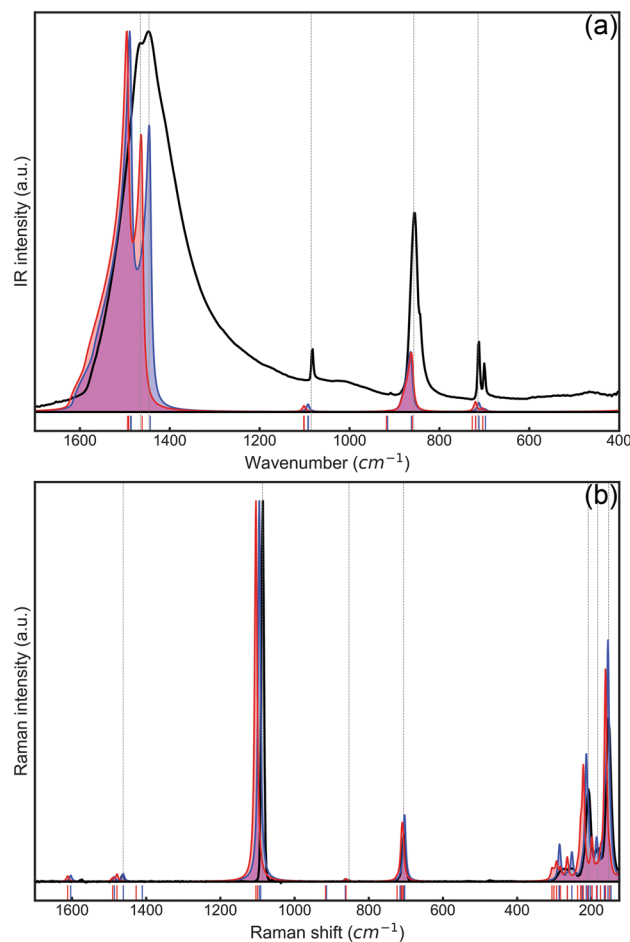 (a)
IR intensity (a.u.)
1600 1400 1200 1000 800 600 400
Wavenumber (cm⁻¹)
(b)
Raman intensity (a.u.)
1600 1400 1200 1000 800 600 400 200
Raman shift (cm⁻¹)